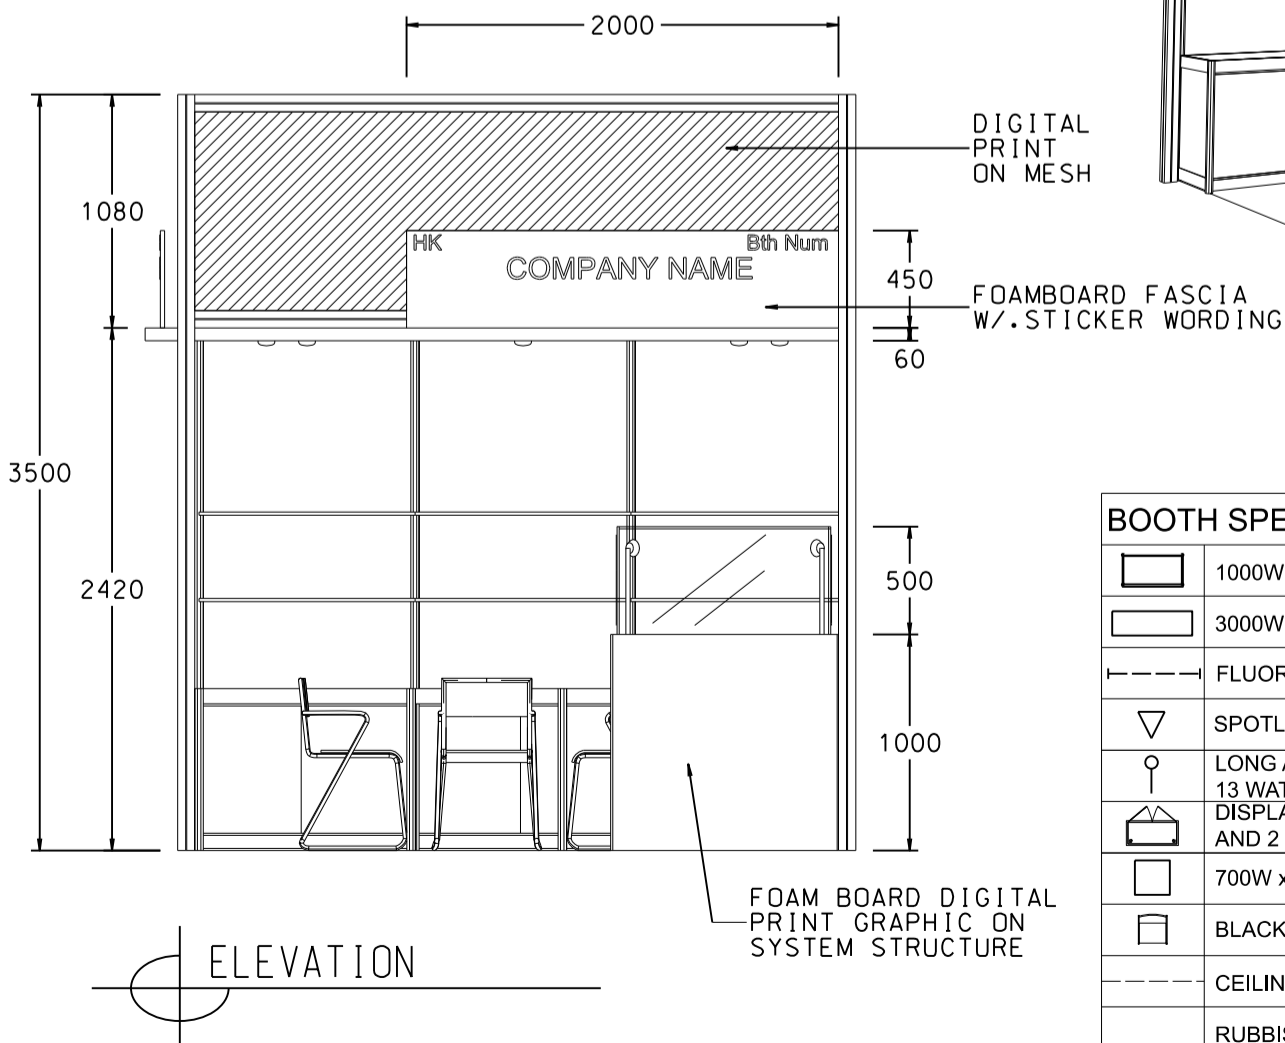 2000
DIGITAL
PRINT
ON MESH
1080
HK
Bth Num
COMPANY NAME
450
FOAMBOARD FASCIA
W/.STICKER WORDING
60
3500
2420
500
1000
FOAM BOARD DIGITAL
PRINT GRAPHIC ON
SYSTEM STRUCTURE
ELEVATION
BOOTH SPE
1000W
3000W
FLUOR
SPOTL
LONG
13 WAT
DISPLA
AND 2
700W x
BLACK
CEILIN
RUBBIS